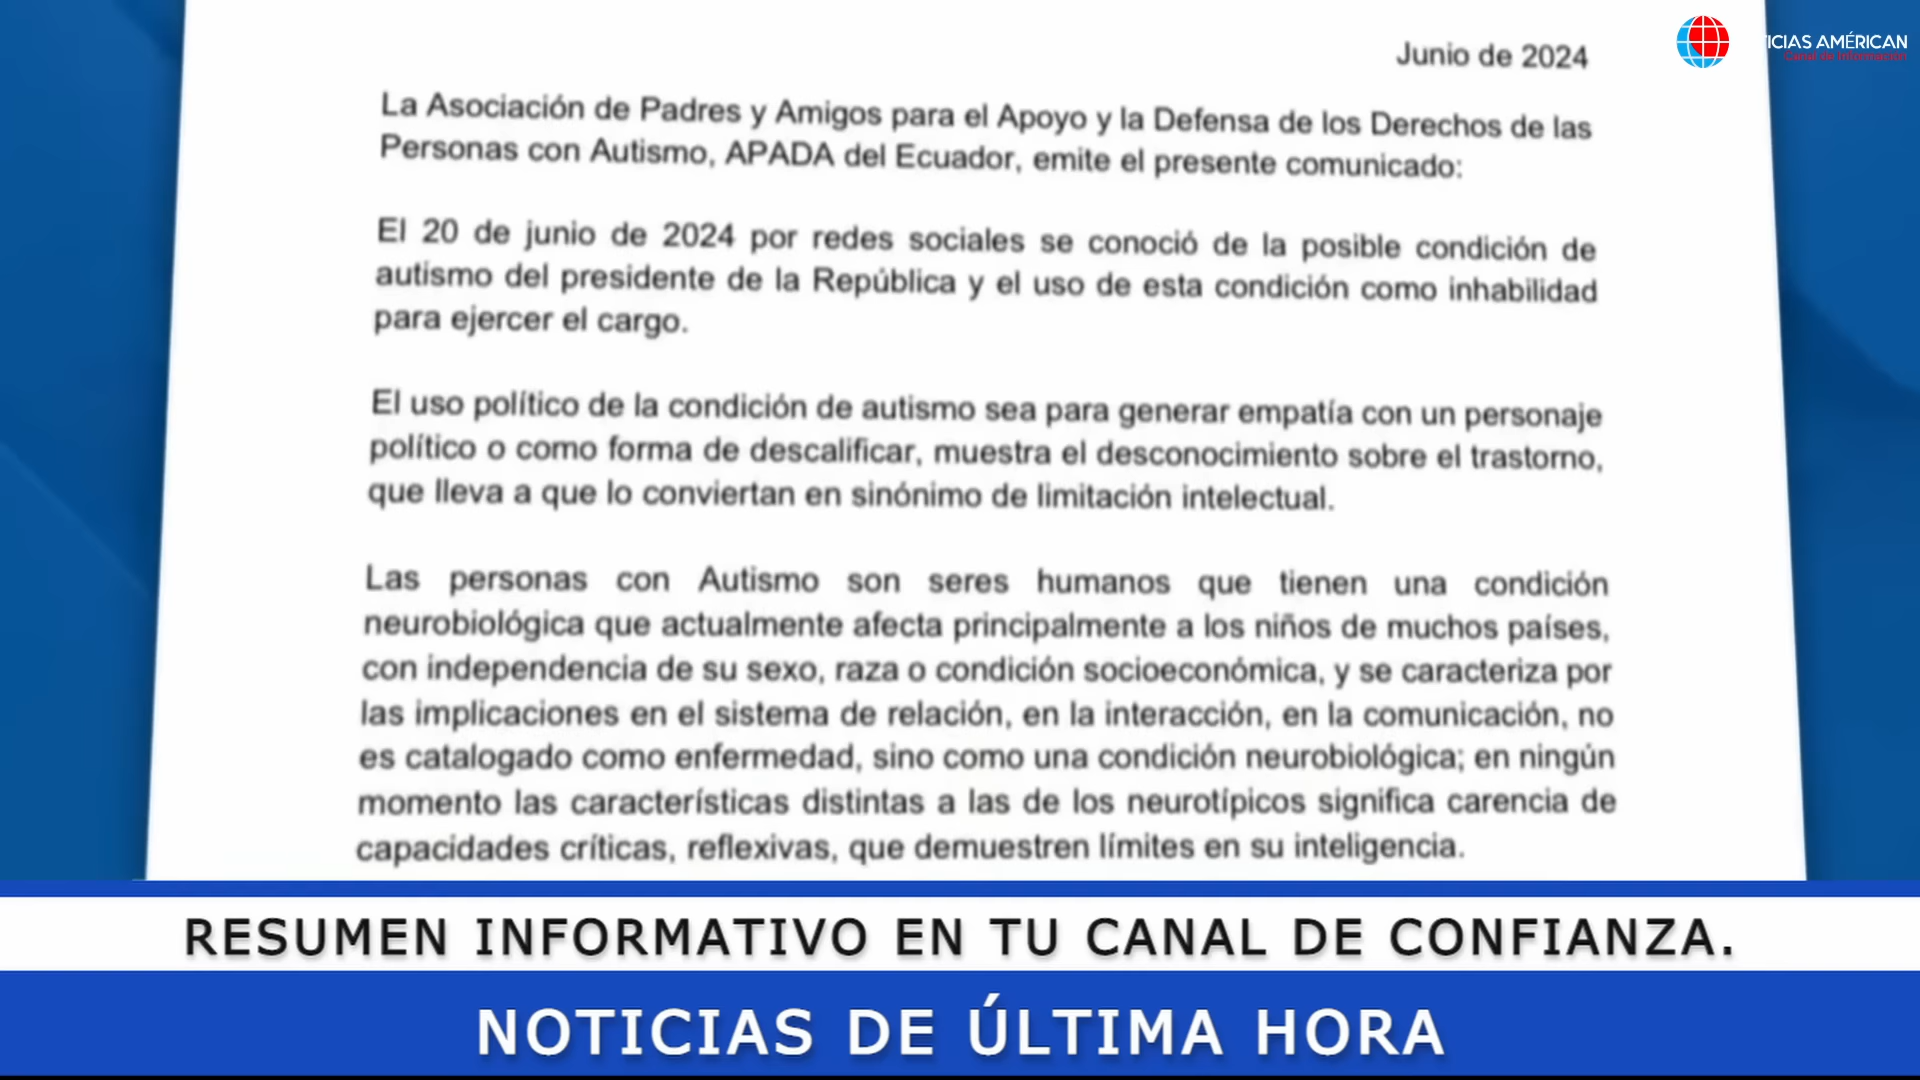 Junio de 2024
ICIAS AMÉRICAN
Canal de Información
La Asociación de Padres y Amigos para el Apoyo y la Defensa de los Derechos de las
Personas con Autismo, APADA del Ecuador, emite el presente comunicado:
El 20 de junio de 2024 por redes sociales se conoció de la posible condición de
autismo del presidente de la República y el uso de esta condición como inhabilidad
para ejercer el cargo.
El uso político de la condición de autismo sea para generar empatía con un personaje
político o como forma de descalificar, muestra el desconocimiento sobre el trastorno,
que lleva a que lo conviertan en sinónimo de limitación intelectual.
Las personas con Autismo son seres humanos que tienen una condición
neurobiológica que actualmente afecta principalmente a los niños de muchos países,
con independencia de su sexo, raza o condición socioeconómica, y se caracteriza por
las implicaciones en el sistema de relación, en la interacción, en la comunicación, no
es catalogado como enfermedad, sino como una condición neurobiológica; en ningún
momento las características distintas a las de los neurotípicos significa carencia de
capacidades críticas, reflexivas, que demuestren límites en su inteligencia.
RESUMEN INFORMATIVO EN TU CANAL DE CONFIANZA.
NOTICIAS DE ÚLTIMA HORA